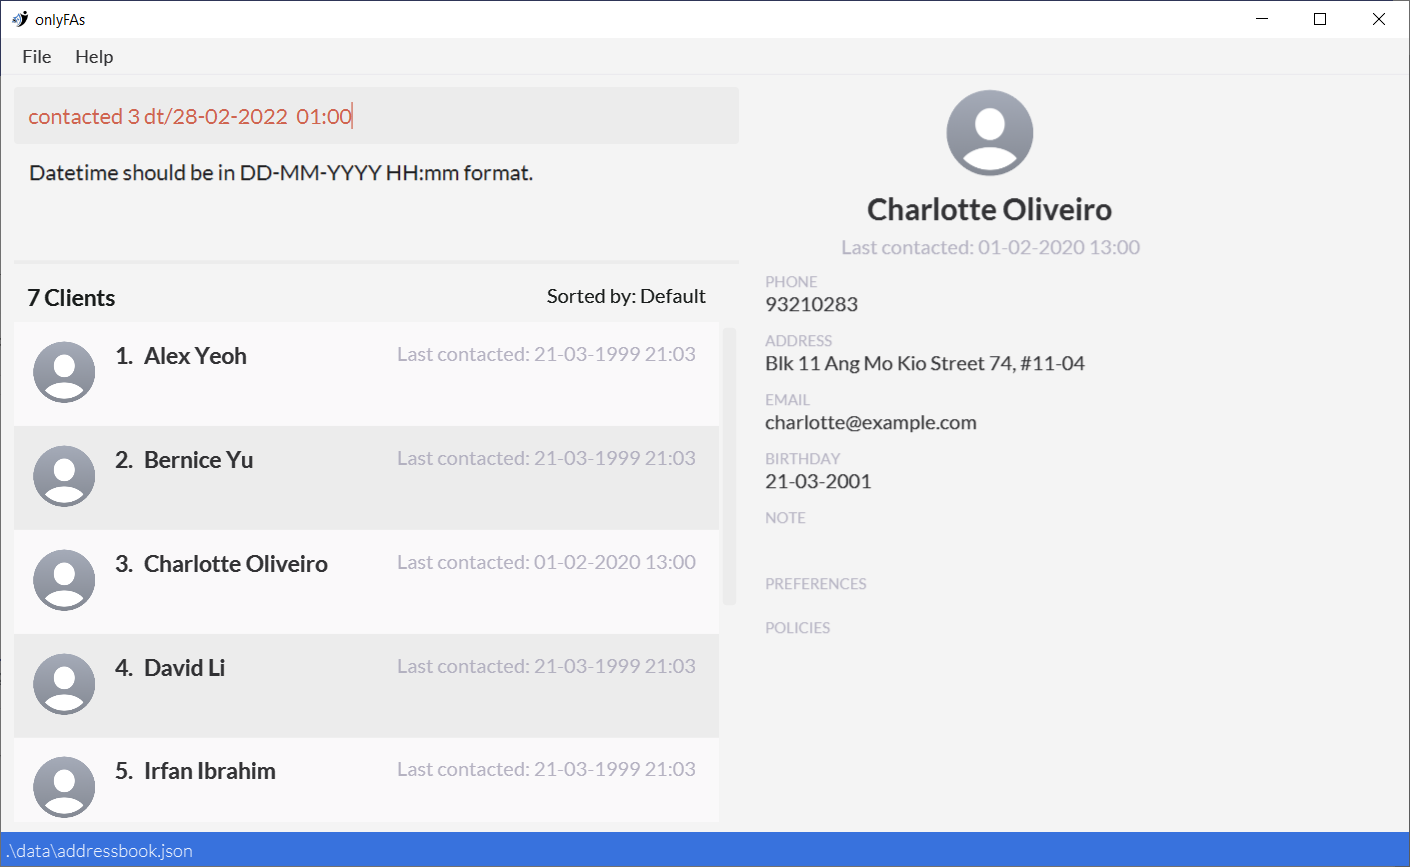 onlyFAs
File Help
contacted 3 dt/28-02-2022  01:00
Datetime should be in DD-MM-YYYY HH:mm format.
7 Clients Sorted by: Default
1. Alex Yeoh Last contacted: 21-03-1999 21:03
2. Bernice Yu Last contacted: 21-03-1999 21:03
3. Charlotte Oliveiro Last contacted: 01-02-2020 13:00
4. David Li Last contacted: 21-03-1999 21:03
5. Irfan Ibrahim Last contacted: 21-03-1999 21:03
Charlotte Oliveiro
Last contacted: 01-02-2020 13:00
PHONE
93210283
ADDRESS
Blk 11 Ang Mo Kio Street 74, #11-04
EMAIL
charlotte@example.com
BIRTHDAY
21-03-2001
NOTE
PREFERENCES
POLICIES
.\data\addressbook.json